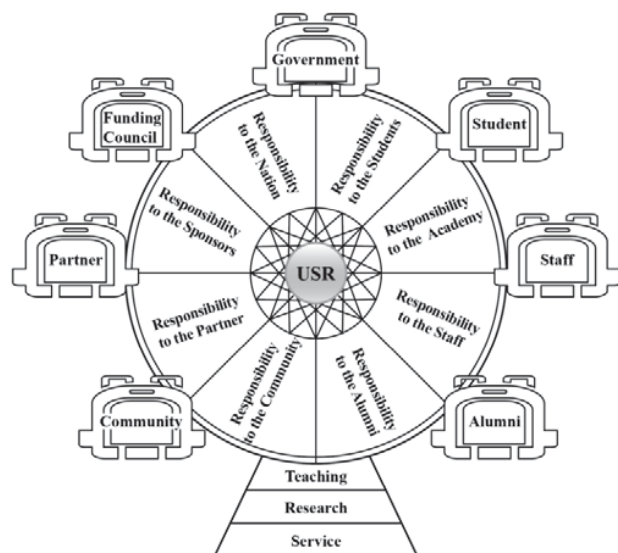 Government
Funding
Council
Student
Responsibility
to the Nation
Responsibility
to the Students
Responsibility
to the Sponsors
Responsibility
to the Academy
Partner
USR
Staff
Responsibility
to the Partner
Responsibility
to the Staff
Responsibility
to the Community
Responsibility
to the Alumni
Community
Alumni
Teaching
Research
Service